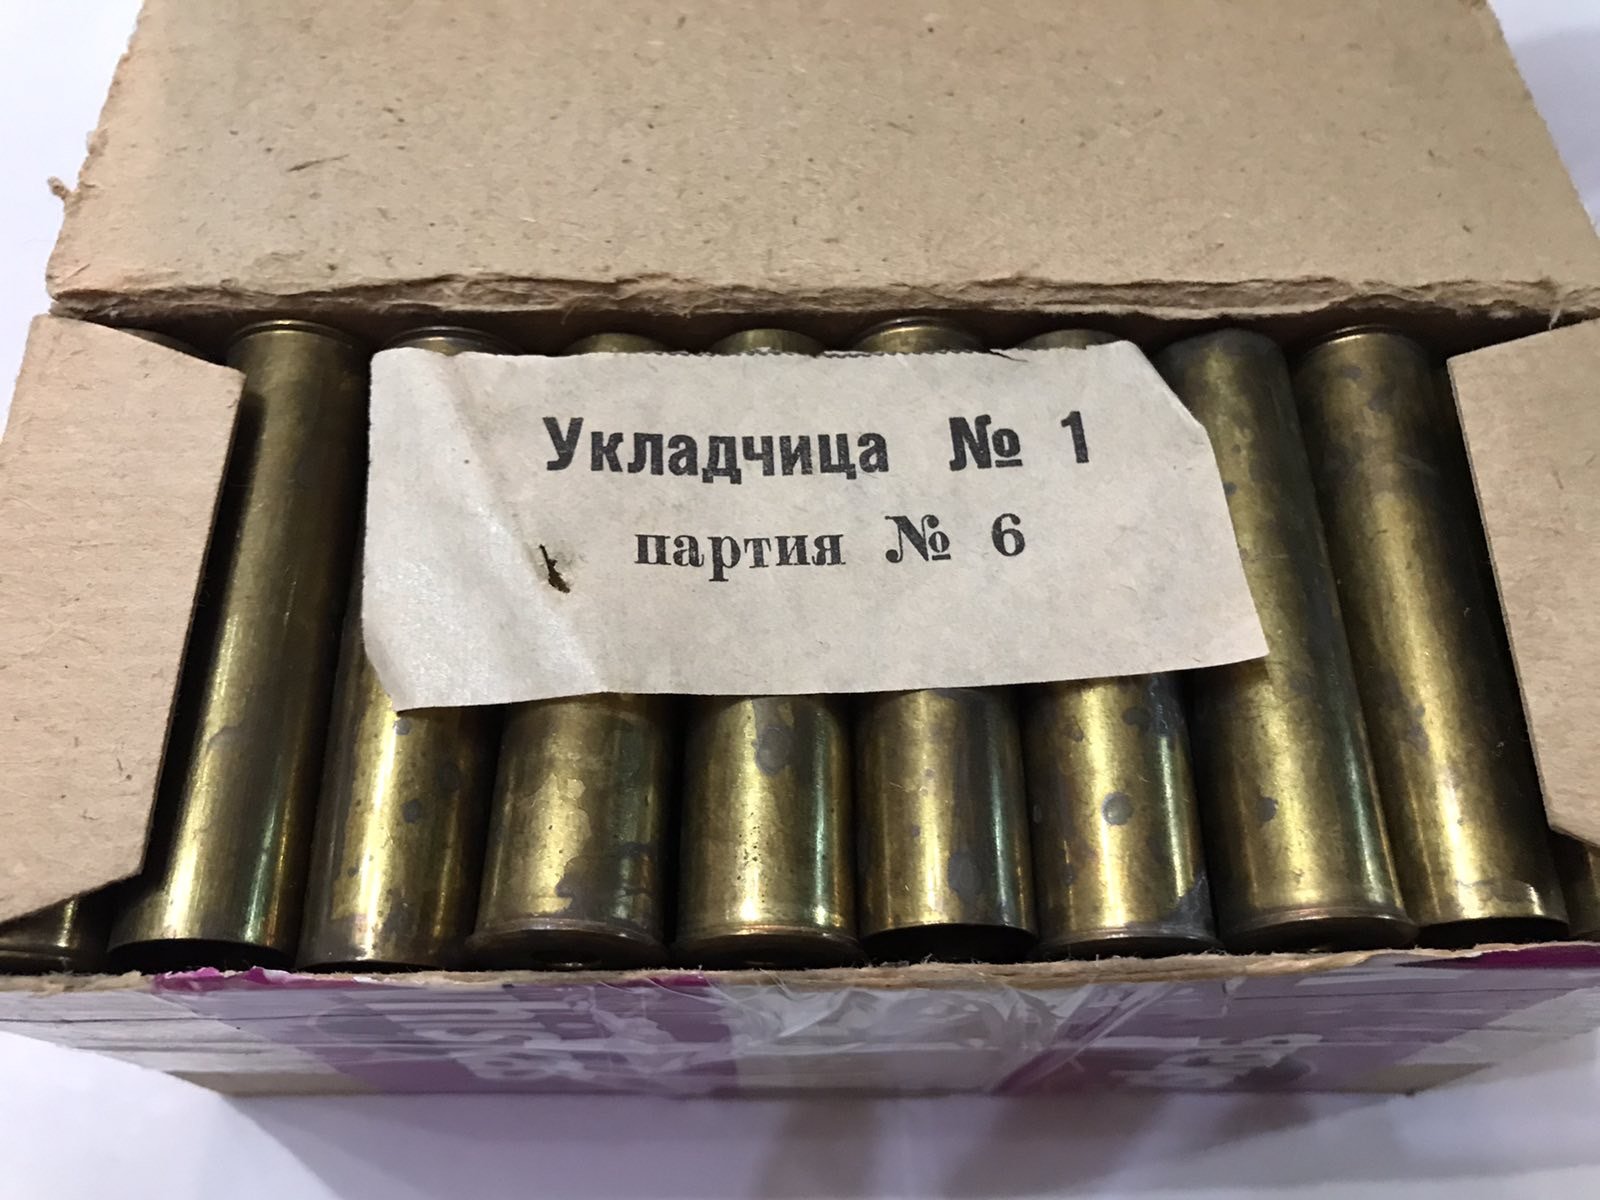 Укладчица № 1
партия № 6